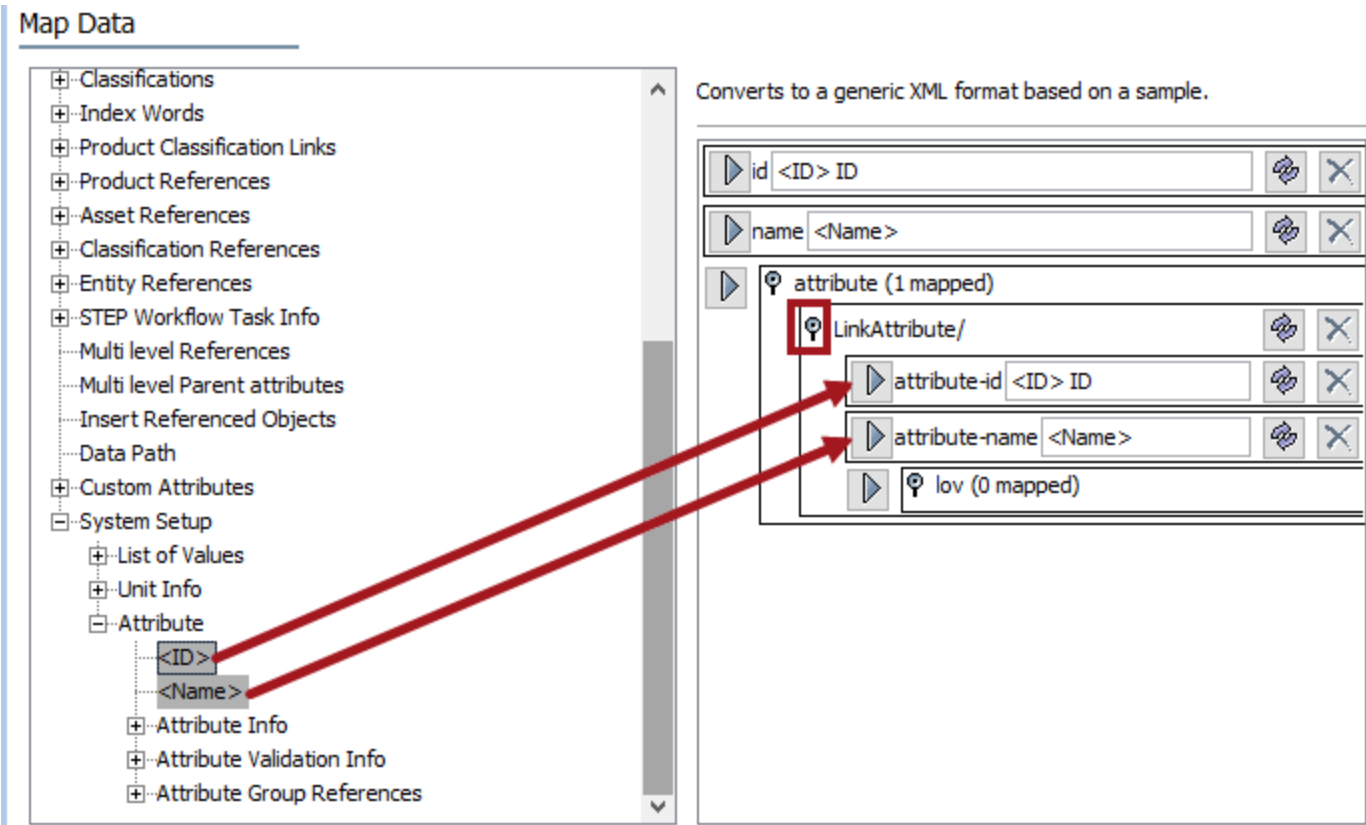 Map Data
Classifications
Index Words
Product Classification Links
Product References
Asset References
Classification References
Entity References
STEP Workflow Task Info
Multi level References
Multi level Parent attributes
Insert Referenced Objects
Data Path
Custom Attributes
System Setup
List of Values
Unit Info
Attribute
<ID>
<Name>
Attribute Info
Attribute Validation Info
Attribute Group References
Converts to a generic XML format based on a sample.
id <ID> ID
name <Name>
attribute (1 mapped)
LinkAttribute/
attribute-id <ID> ID
attribute-name <Name>
lov (0 mapped)